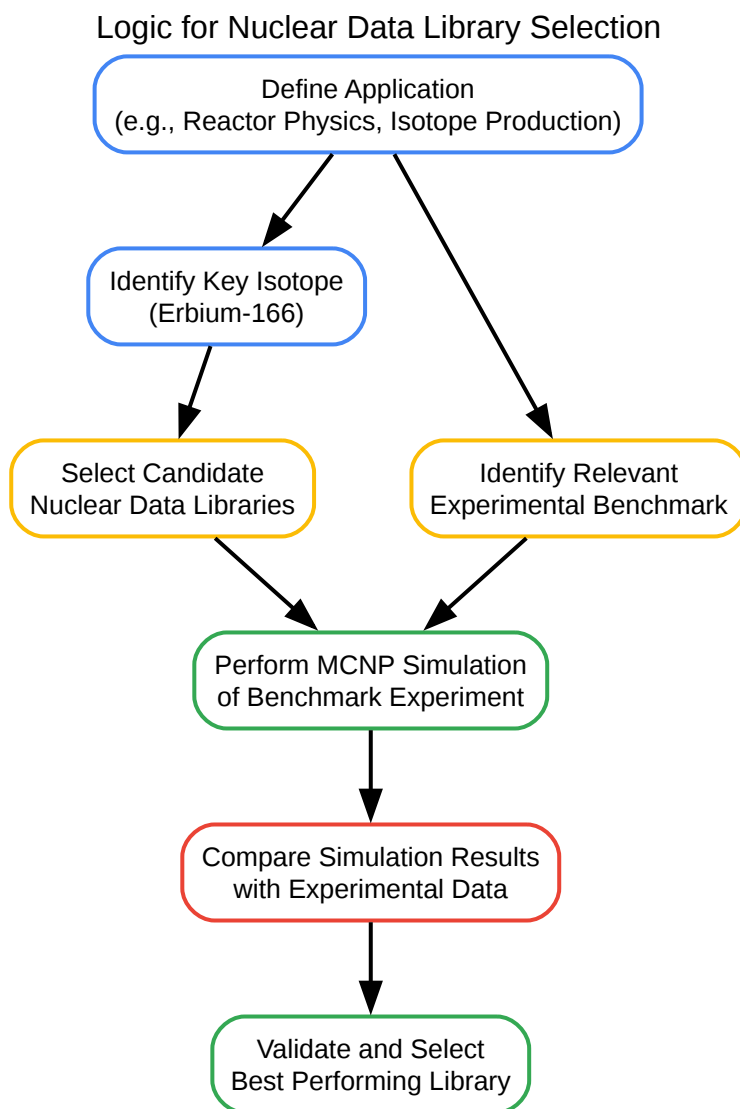 Logic for Nuclear Data Library Selection
Define Application
(e.g., Reactor Physics, Isotope Production)
Identify Key Isotope
(Erbium-166)
Select Candidate
Nuclear Data Libraries
Identify Relevant
Experimental Benchmark
Perform MCNP Simulation
of Benchmark Experiment
Compare Simulation Results
with Experimental Data
Validate and Select
Best Performing Library